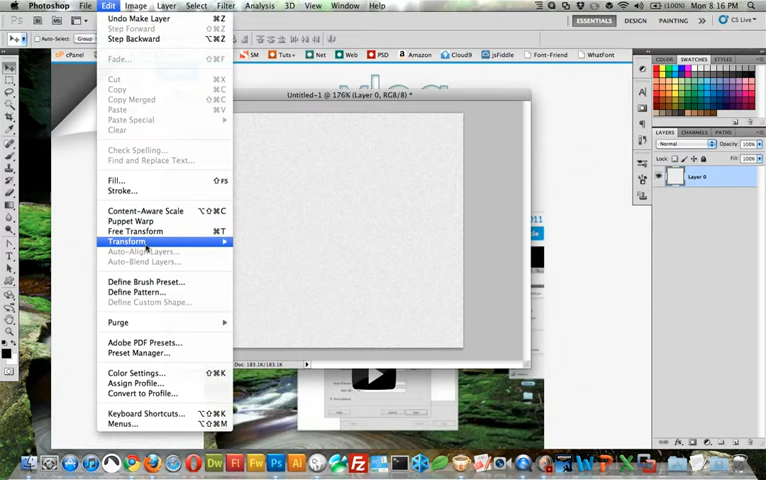 Photoshop File Edit Image Layer Select Filter Analysis 3D View Window Help (100%) Mon 8:16 PM
Auto-Select:
ESSENTIALS DESIGN PAINTING CS Live
cPanel SM Tuts+ Net Web PSD Amazon Cloud9 jsFiddle Font-Friend WhatFont
Undo Make Layer ⌘Z
Step Forward ⇧⌘Z
Step Backward ⌥⌘Z
Fade... ⇧⌘F
Cut ⌘X
Copy ⌘C
Copy Merged ⇧⌘C
Paste ⌘V
Paste Special
Clear
Check Spelling...
Find and Replace Text...
Fill... ⇧F5
Stroke...
Content-Aware Scale ⌥⇧⌘C
Puppet Warp
Free Transform ⌘T
Transform
Auto-Align Layers...
Auto-Blend Layers...
Define Brush Preset...
Define Pattern...
Define Custom Shape...
Purge
Adobe PDF Presets...
Preset Manager...
Color Settings... ⇧⌘K
Assign Profile...
Convert to Profile...
Keyboard Shortcuts... ⌥⇧⌘K
Menus... ⌥⇧⌘M
Untitled-1 @ 176% (Layer 0, RGB/8) *
Doc: 183.1K/183.1K
COLOR SWATCHES STYLES
LAYERS CHANNELS PATHS
Normal Opacity: 100%
Lock: Fill: 100%
Layer 0